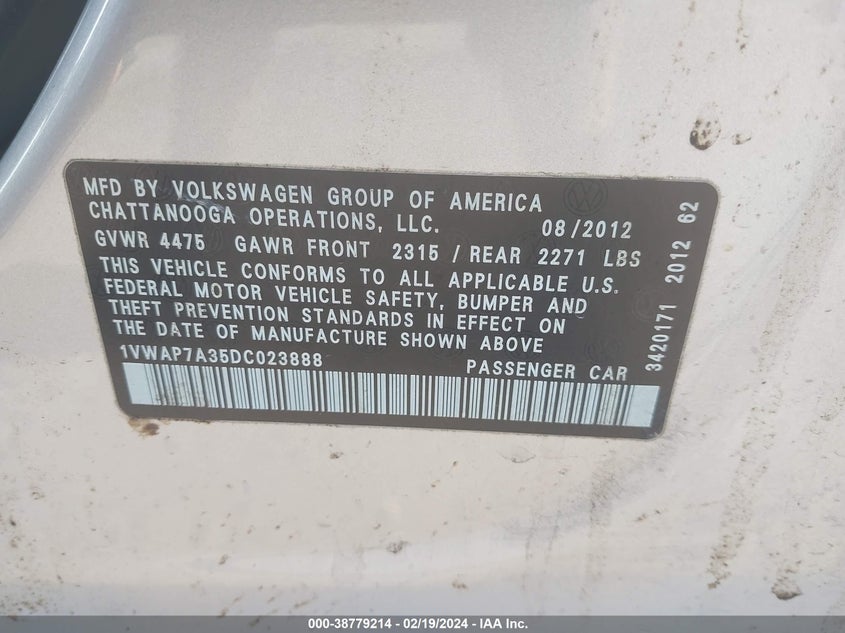 MFD BY VOLKSWAGEN GROUP OF AMERICA
CHATTANOOGA OPERATIONS, LLC. 08/2012
GVWR 4475 GAWR FRONT 2315 / REAR 2271 LBS
THIS VEHICLE CONFORMS TO ALL APPLICABLE U.S.
FEDERAL MOTOR VEHICLE SAFETY, BUMPER AND
THEFT PREVENTION STANDARDS IN EFFECT ON
THE DATE OF MANUFACTURE SHOWN ABOVE
1VWAP7A35DC023888 PASSENGER CAR
3420171 2012 62
000-38779214 - 02/19/2024 - IAA Inc.